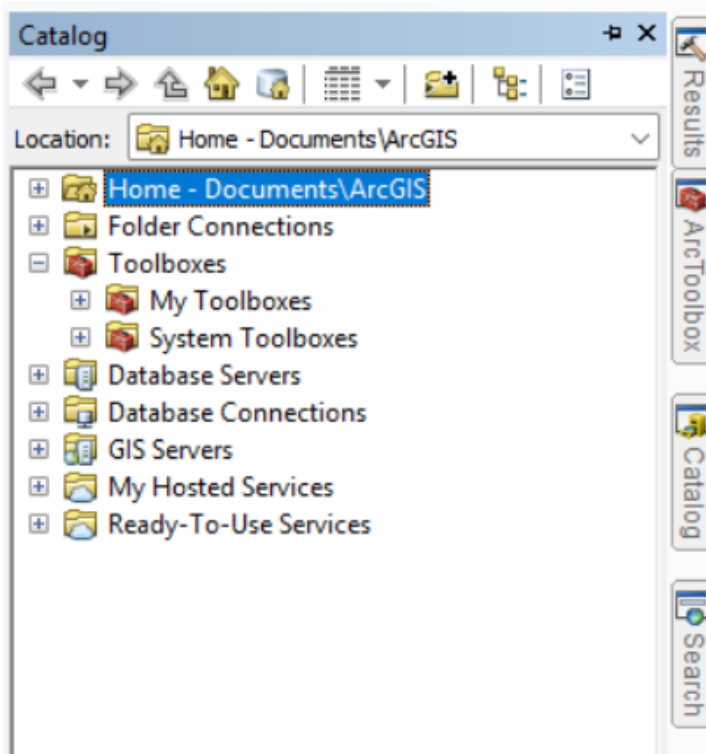 Catalog
Location: Home - Documents\ArcGIS
Home - Documents\ArcGIS
Folder Connections
Toolboxes
My Toolboxes
System Toolboxes
Database Servers
Database Connections
GIS Servers
My Hosted Services
Ready-To-Use Services
Results
ArcToolbox
Catalog
Search